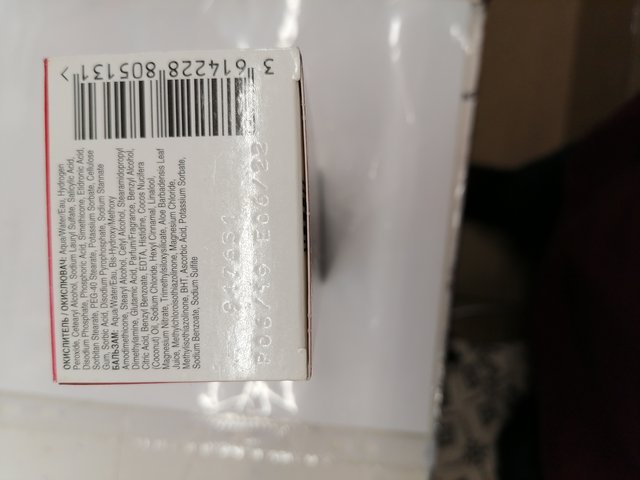 3 614228 805131 >
ОКИСЛИТЕЛЬ / ОКИСЛЮВАЧ: Aqua/Water/Eau, Hydrogen
Peroxide, Cetearyl Alcohol, Sodium Lauryl Sulfate, Salicylic Acid,
Disodium Phosphate, Phosphoric Acid, Simethicone, Etidronic Acid,
Sorbitan Stearate, PEG-40 Stearate, Potassium Sorbate, Cellulose
Gum, Sorbic Acid, Disodium Pyrophosphate, Sodium Stannate
БАЛЬЗАМ: Aqua/Water/Eau, Bis-Hydroxy/Methoxy
Amodimethicone, Stearyl Alcohol, Cetyl Alcohol, Stearamidopropyl
Dimethylamine, Glutamic Acid, Parfum/Fragrance, Benzyl Alcohol,
Citric Acid, Benzyl Benzoate, EDTA, Histidine, Cocos Nucifera
(Coconut) Oil, Sodium Chloride, Hexyl Cinnamal, Linalool,
Magnesium Nitrate, Trimethylsiloxysilicate, Aloe Barbadensis Leaf
Juice, Methylchloroisothiazolinone, Magnesium Chloride,
Methylisothiazolinone, BHT, Ascorbic Acid, Potassium Sorbate,
Sodium Benzoate, Sodium Sulfite
P06/19 E06/22